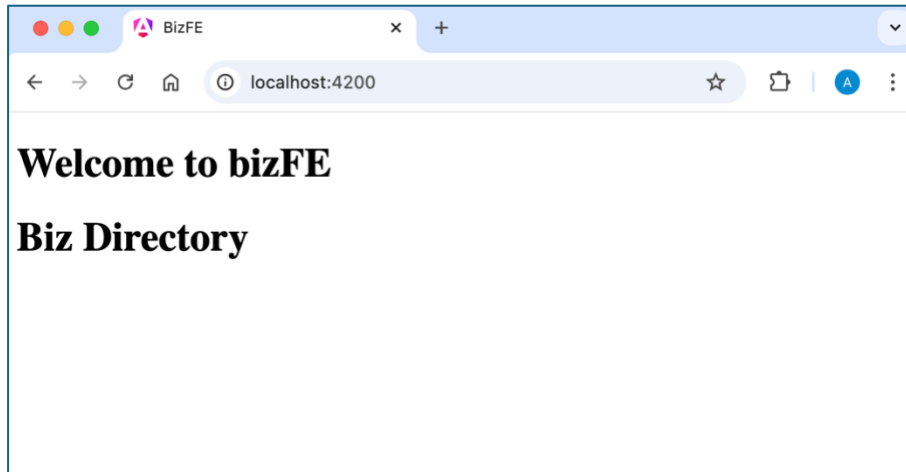 BizFE
localhost:4200
A
Welcome to bizFE
Biz Directory